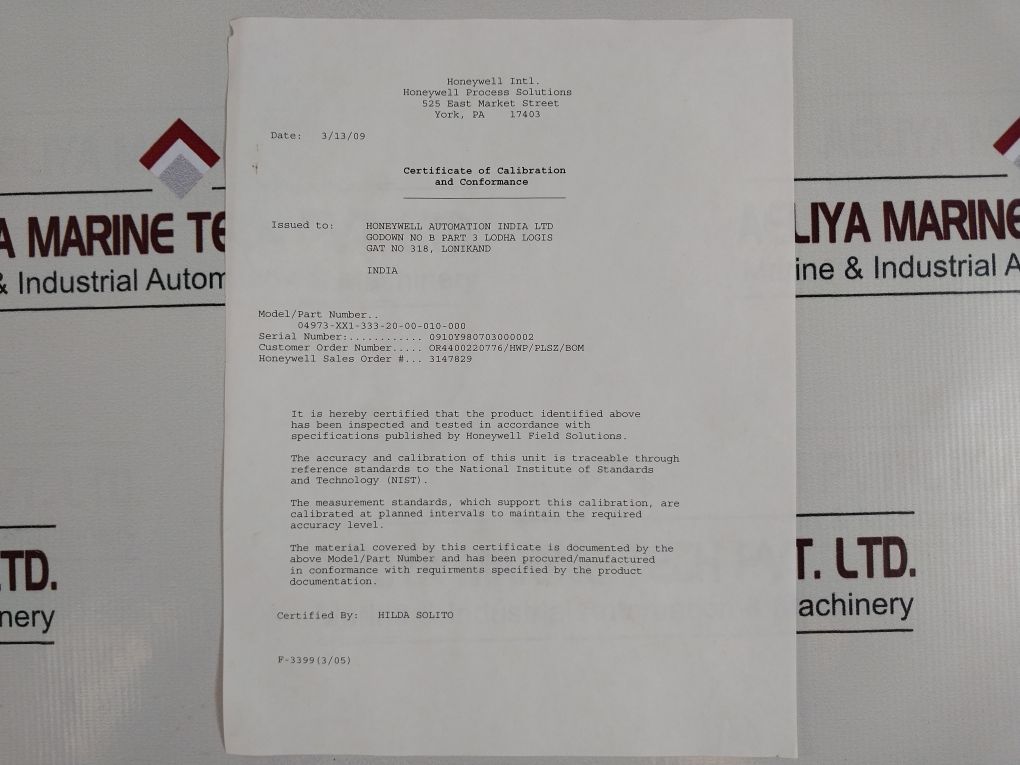 Honeywell Intl.
Honeywell Process Solutions
525 East Market Street
York, PA 17403
Date: 3/13/09
Certificate of Calibration
and Conformance
Issued to: HONEYWELL AUTOMATION INDIA LTD
GODOWN NO B PART 3 LODHA LOGIS
GAT NO 318, LONIKAND
INDIA
Model/Part Number..
04973-XX1-333-20-00-010-000
Serial Number:............ 0910Y980703000002
Customer Order Number..... OR4400220776/HWP/PLSZ/BOM
Honeywell Sales Order #... 3147829
It is hereby certified that the product identified above
has been inspected and tested in accordance with
specifications published by Honeywell Field Solutions.
The accuracy and calibration of this unit is traceable through
reference standards to the National Institute of Standards
and Technology (NIST).
The measurement standards, which support this calibration, are
calibrated at planned intervals to maintain the required
accuracy level.
The material covered by this certificate is documented by the
above Model/Part Number and has been procured/manufactured
in conformance with requirments specified by the product
documentation.
Certified By: HILDA SOLITO
F-3399(3/05)
A MARINE TE
& Industrial Autom
LIYA MARINE
ine & Industrial A
TD.
nery
T. LTD.
achinery